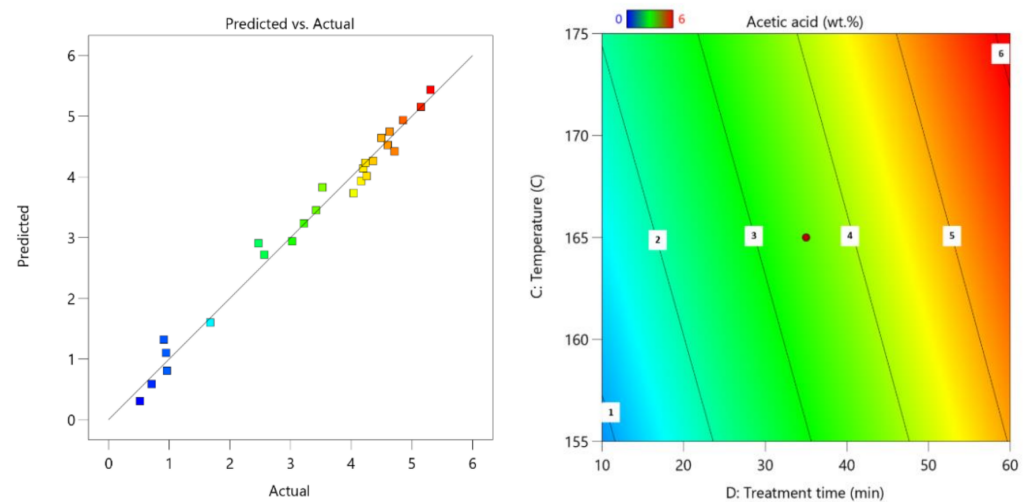 Predicted vs. Actual
6
5
4
3
2
1
0
Predicted
0 1 2 3 4 5 6
Actual
0 6
Acetic acid (wt.%)
175
170
165
160
155
C: Temperature (C)
6
2 3 4 5
1
10 20 30 40 50 60
D: Treatment time (min)